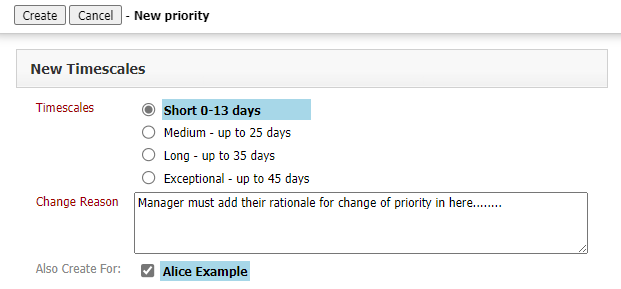 Create Cancel - New priority
New Timescales
Timescales Short 0-13 days
Medium - up to 25 days
Long - up to 35 days
Exceptional - up to 45 days
Change Reason Manager must add their rationale for change of priority in here........
Also Create For: Alice Example